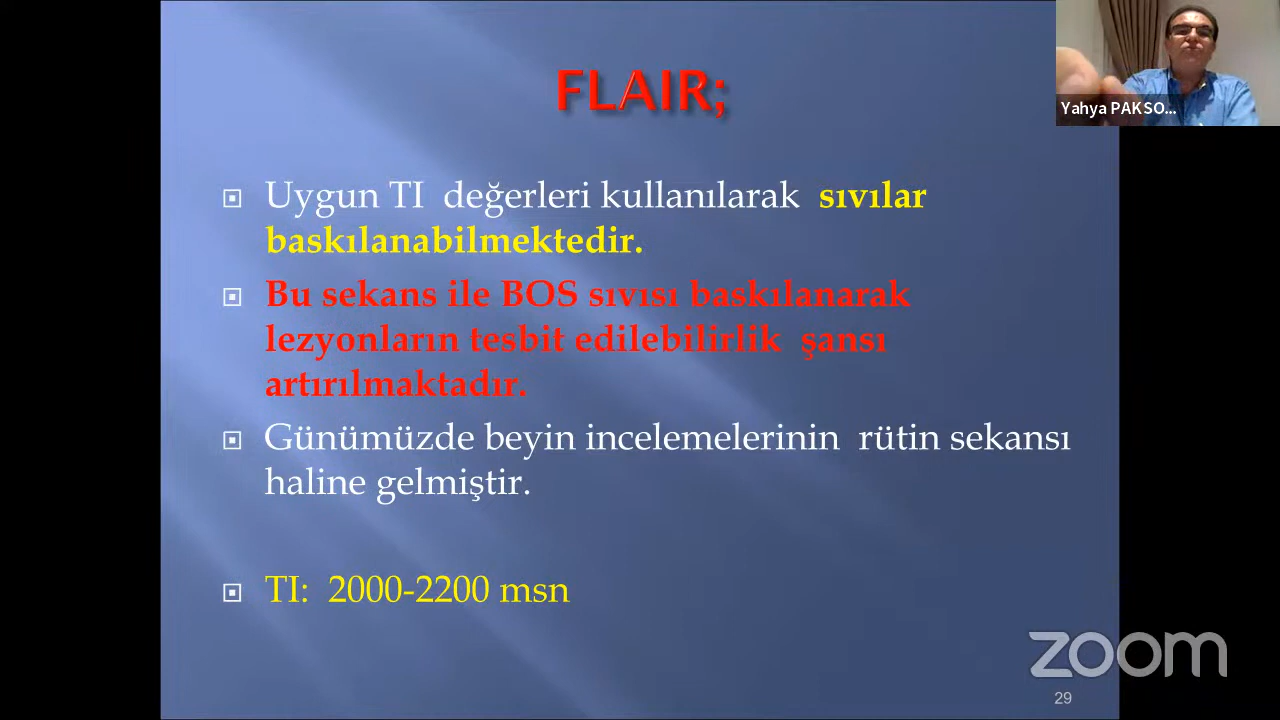 FLAIR;
Yahya PAKSO...
Uygun TI değerleri kullanılarak sıvılar
baskılanabilmektedir.
Bu sekans ile BOS sıvısı baskılanarak
lezyonların tesbit edilebilirlik şansı
artırılmaktadır.
Günümüzde beyin incelemelerinin rütin sekansı
haline gelmiştir.
TI: 2000-2200 msn
zoom
29